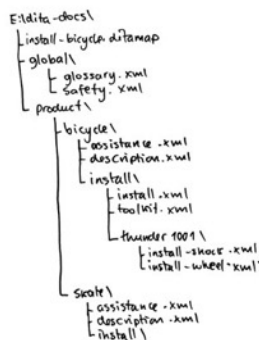 E:\dita-docs\
install-bicycle.ditamap
global\
glossary.xml
safety.xml
product\
bicycle\
assistance.xml
description.xml
install\
install.xml
toolkit.xml
thunder1001\
install-shock.xml
install-wheel.xml
skate\
assistance.xml
description.xml
install\